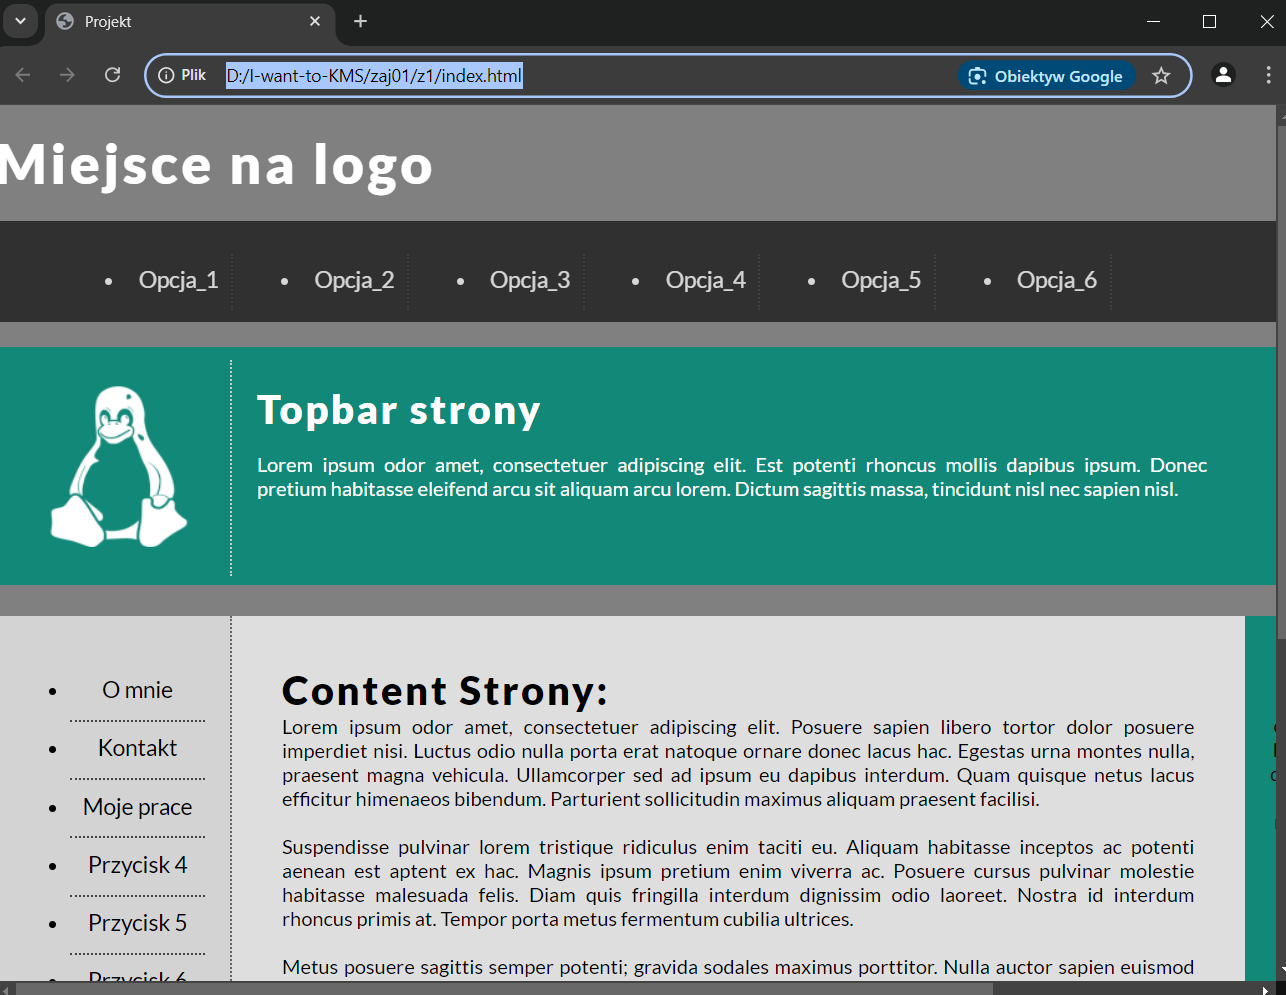 Projekt
Plik
D:/I-want-to-KMS/zaj01/z1/index.html
Obiektyw Google
Miejsce na logo
Opcja_1
Opcja_2
Opcja_3
Opcja_4
Opcja_5
Opcja_6
Topbar strony
Lorem ipsum odor amet, consectetuer adipiscing elit. Est potenti rhoncus mollis dapibus ipsum. Donec
pretium habitasse eleifend arcu sit aliquam arcu lorem. Dictum sagittis massa, tincidunt nisl nec sapien nisl.
O mnie
Kontakt
Moje prace
Przycisk 4
Przycisk 5
Przycisk 6
Content Strony:
Lorem ipsum odor amet, consectetuer adipiscing elit. Posuere sapien libero tortor dolor posuere
imperdiet nisi. Luctus odio nulla porta erat natoque ornare donec lacus hac. Egestas urna montes nulla,
praesent magna vehicula. Ullamcorper sed ad ipsum eu dapibus interdum. Quam quisque netus lacus
efficitur himenaeos bibendum. Parturient sollicitudin maximus aliquam praesent facilisi.
Suspendisse pulvinar lorem tristique ridiculus enim taciti eu. Aliquam habitasse inceptos ac potenti
aenean est aptent ex hac. Magnis ipsum pretium enim viverra ac. Posuere cursus pulvinar molestie
habitasse malesuada felis. Diam quis fringilla interdum dignissim odio laoreet. Nostra id interdum
rhoncus primis at. Tempor porta metus fermentum cubilia ultrices.
Metus posuere sagittis semper potenti; gravida sodales maximus porttitor. Nulla auctor sapien euismod